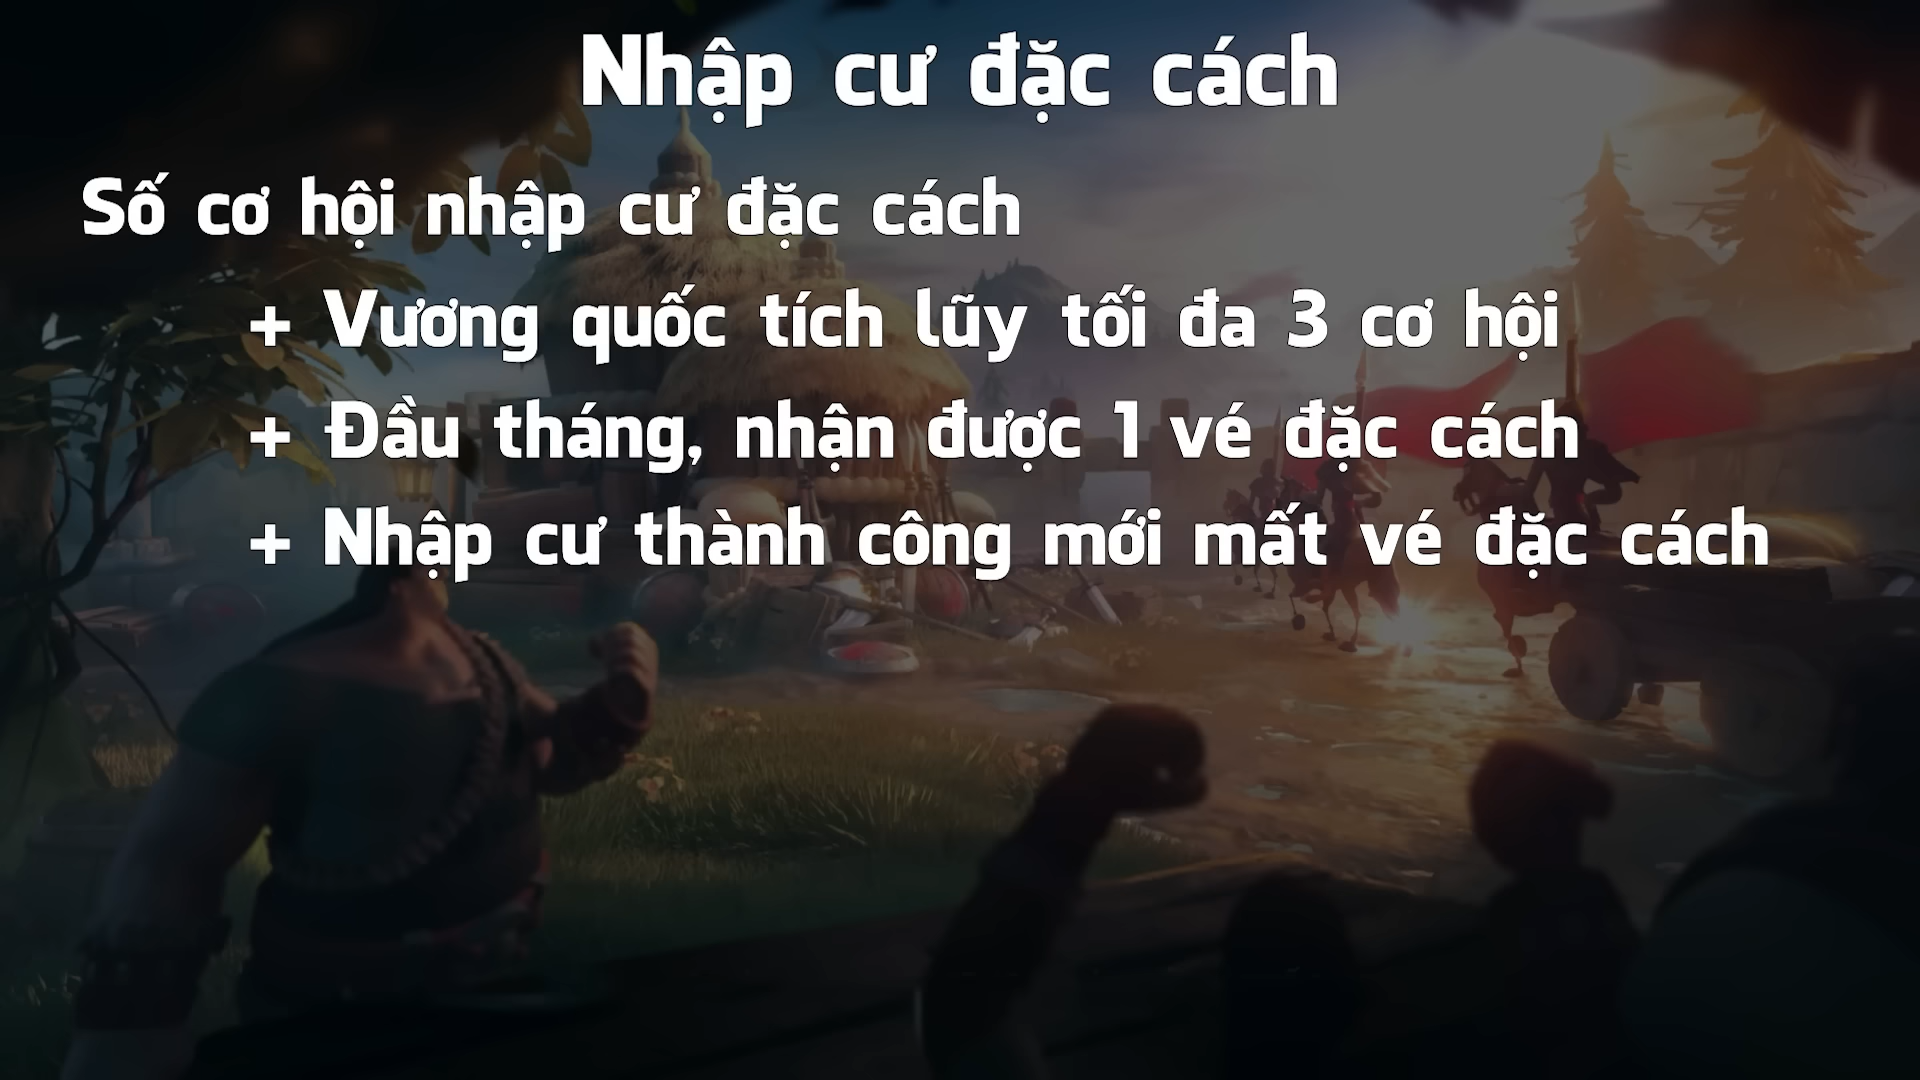 Nhập cư đặc cách
Số cơ hội nhập cư đặc cách
+ Vương quốc tích lũy tối đa 3 cơ hội
+ Đầu tháng, nhận được 1 vé đặc cách
+ Nhập cư thành công mới mất vé đặc cách